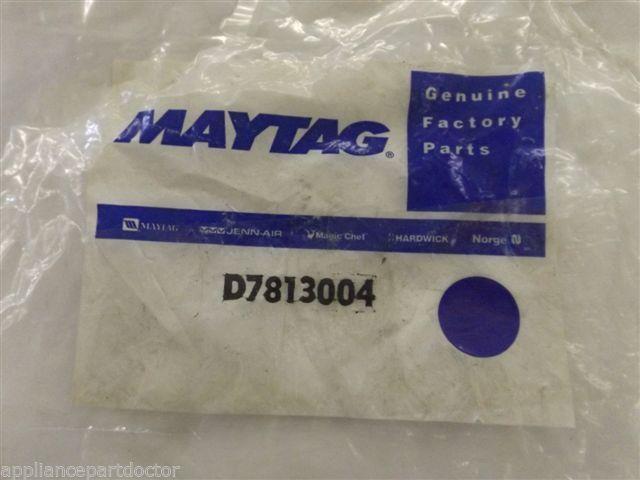 MAYTAG®
Genuine
Factory
Parts
MAYTAG JENN-AIR Magic Chef HARDWICK Norge N
D7813004
appliancepartdoctor